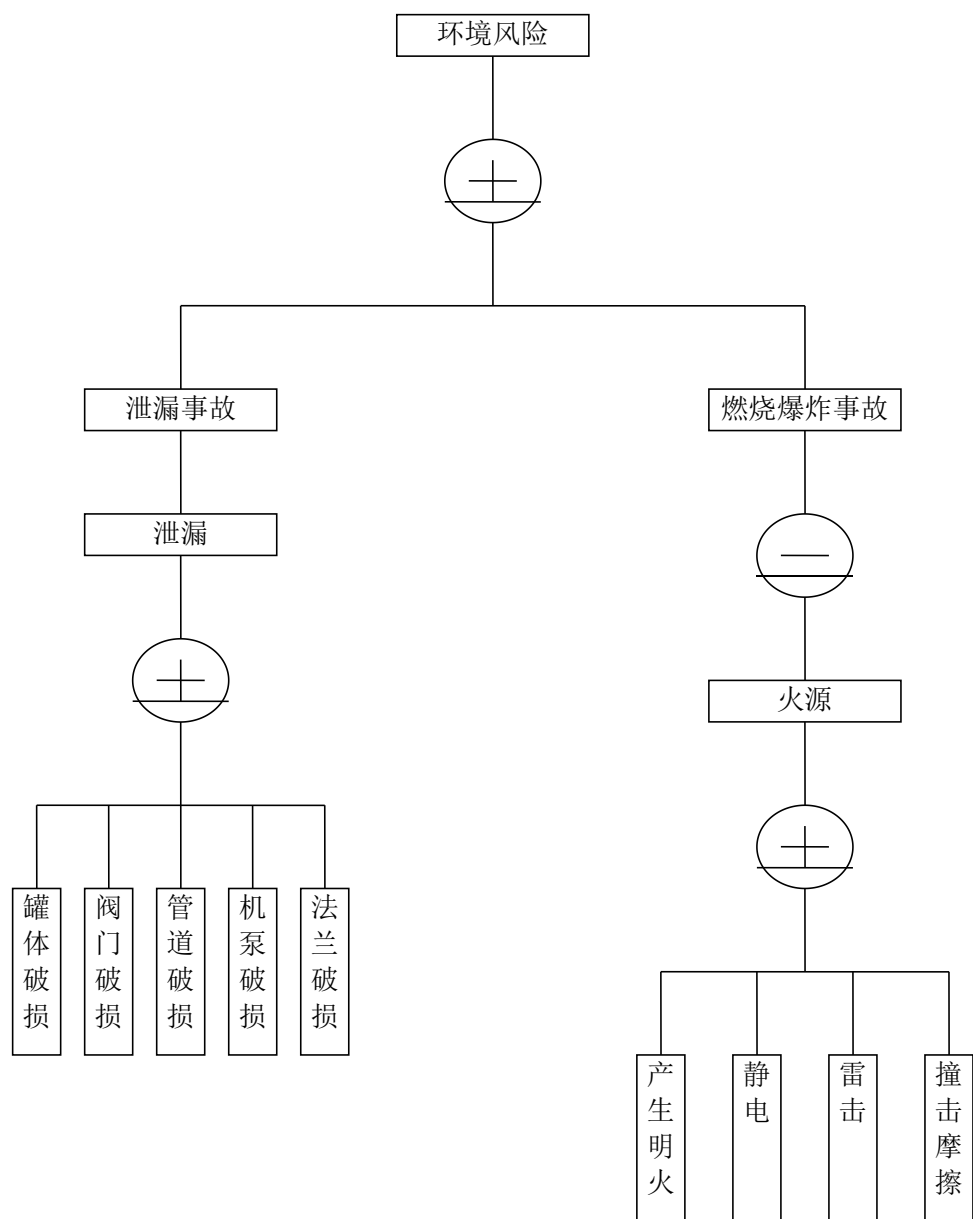 环境风险
泄漏事故
燃烧爆炸事故
泄漏
火源
罐体破损
阀门破损
管道破损
机泵破损
法兰破损
产生明火
静电
雷击
撞击摩擦